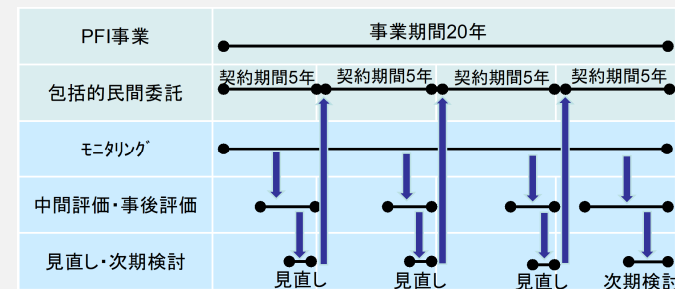 PFI事業
事業期間20年
包括的民間委託
契約期間5年 契約期間5年 契約期間5年 契約期間5年
ﾓﾆﾀﾘﾝｸﾞ
中間評価・事後評価
見直し・次期検討
見直し 見直し 見直し 次期検討